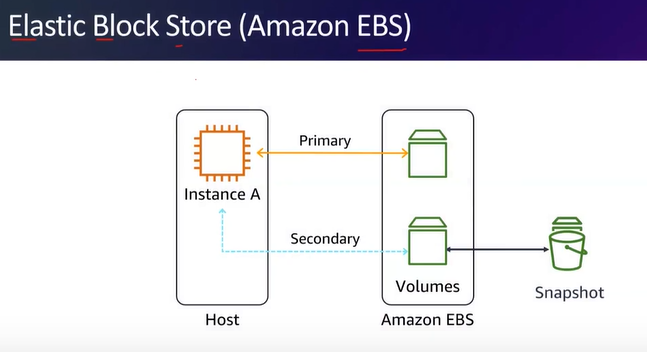 Elastic Block Store (Amazon EBS)
Primary
Instance A
Secondary
Volumes
Snapshot
Host
Amazon EBS